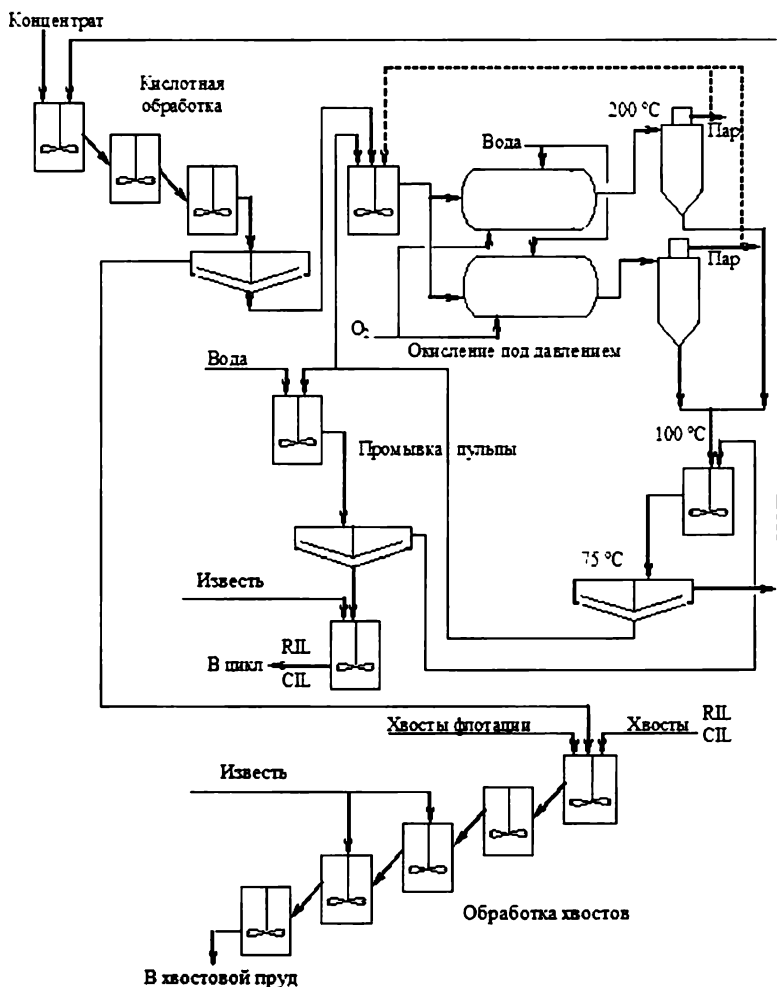 Концентрат
Кислотная
обработка
200 °C
Пар
Вода
Пар
O₂
Окисление под давлением
Вода
100 °C
Промывка пульпы
75 °C
Известь
RIL
В цикл
CIL
Хвосты флотации
Хвосты
RIL
CIL
Известь
Обработка хвостов
В хвостовой пруд